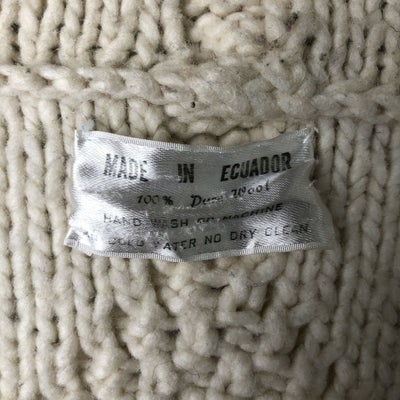 MADE IN ECUADOR
100% Pure Wool
HAND WASH OR MACHINE
COLD WATER NO DRY CLEAN